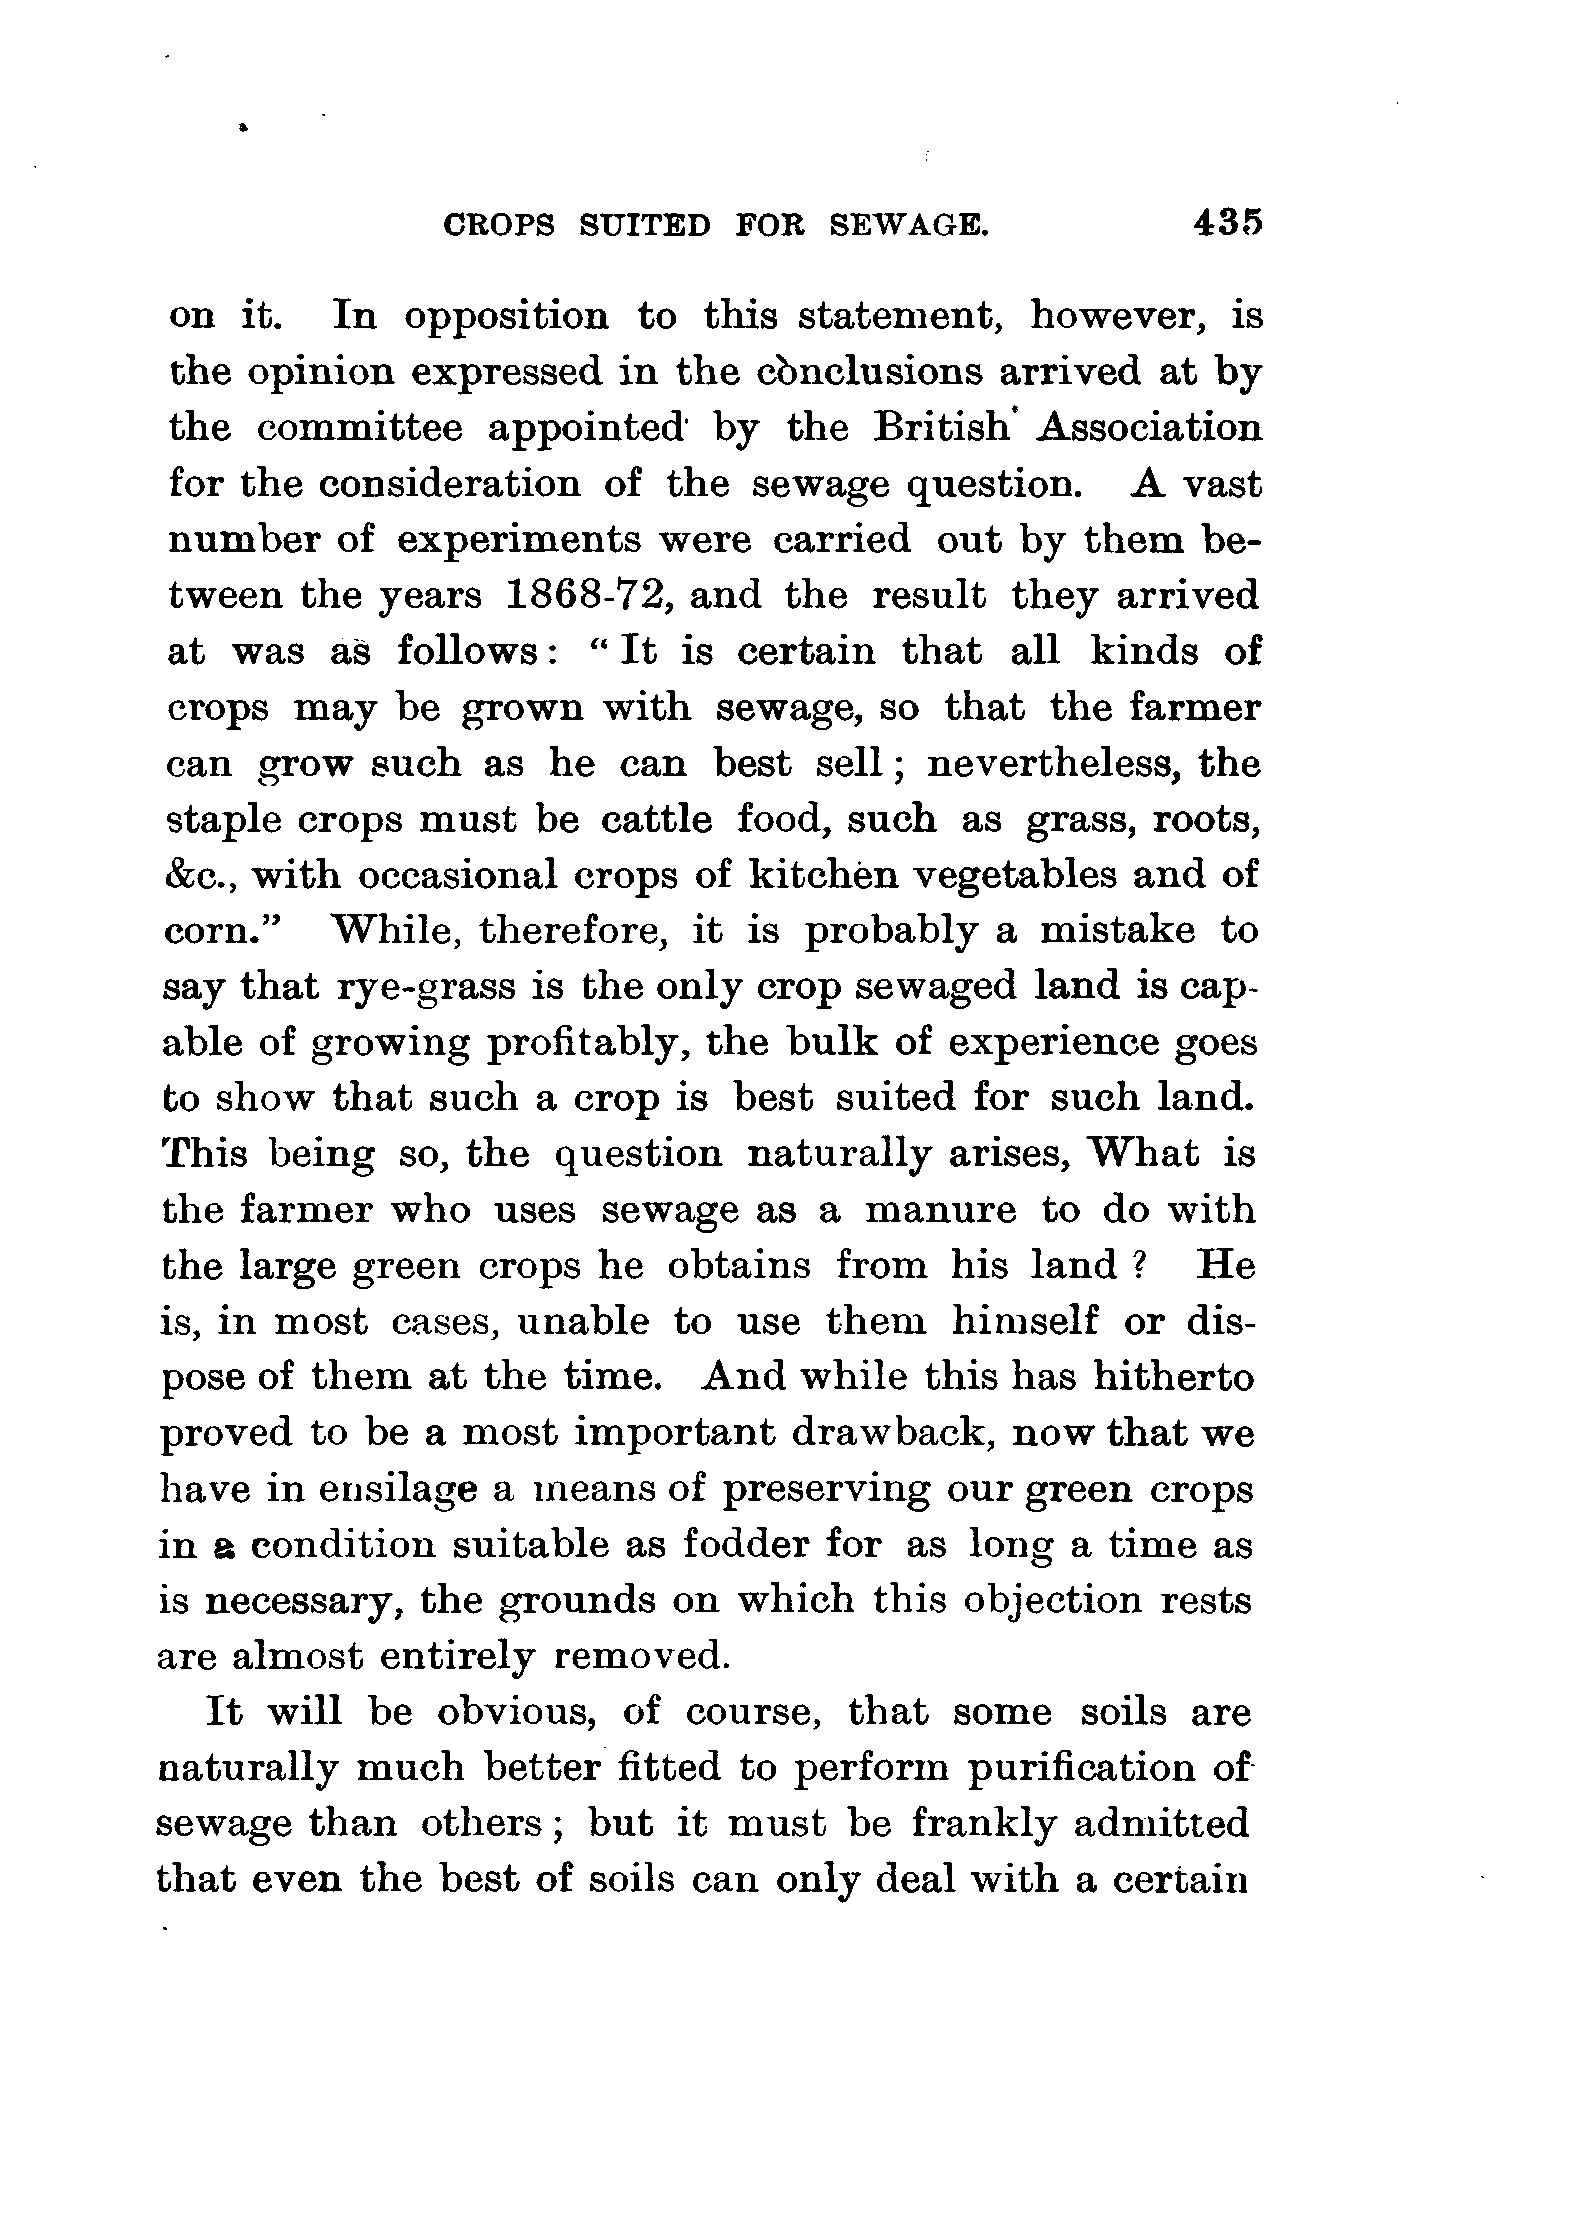 CROPS SUITED FOR SEWAGE. 435
on it. In opposition to this statement, however, is
the opinion expressed in the conclusions arrived at by
the committee appointed by the British Association
for the consideration of the sewage question. A vast
number of experiments were carried out by them be-
tween the years 1868-72, and the result they arrived
at was as follows: “It is certain that all kinds of
crops may be grown with sewage, so that the farmer
can grow such as he can best sell; nevertheless, the
staple crops must be cattle food, such as grass, roots,
&c., with occasional crops of kitchen vegetables and of
corn.” While, therefore, it is probably a mistake to
say that rye-grass is the only crop sewaged land is cap-
able of growing profitably, the bulk of experience goes
to show that such a crop is best suited for such land.
This being so, the question naturally arises, What is
the farmer who uses sewage as a manure to do with
the large green crops he obtains from his land? He
is, in most cases, unable to use them himself or dis-
pose of them at the time. And while this has hitherto
proved to be a most important drawback, now that we
have in ensilage a means of preserving our green crops
in a condition suitable as fodder for as long a time as
is necessary, the grounds on which this objection rests
are almost entirely removed.
It will be obvious, of course, that some soils are
naturally much better fitted to perform purification of
sewage than others; but it must be frankly admitted
that even the best of soils can only deal with a certain